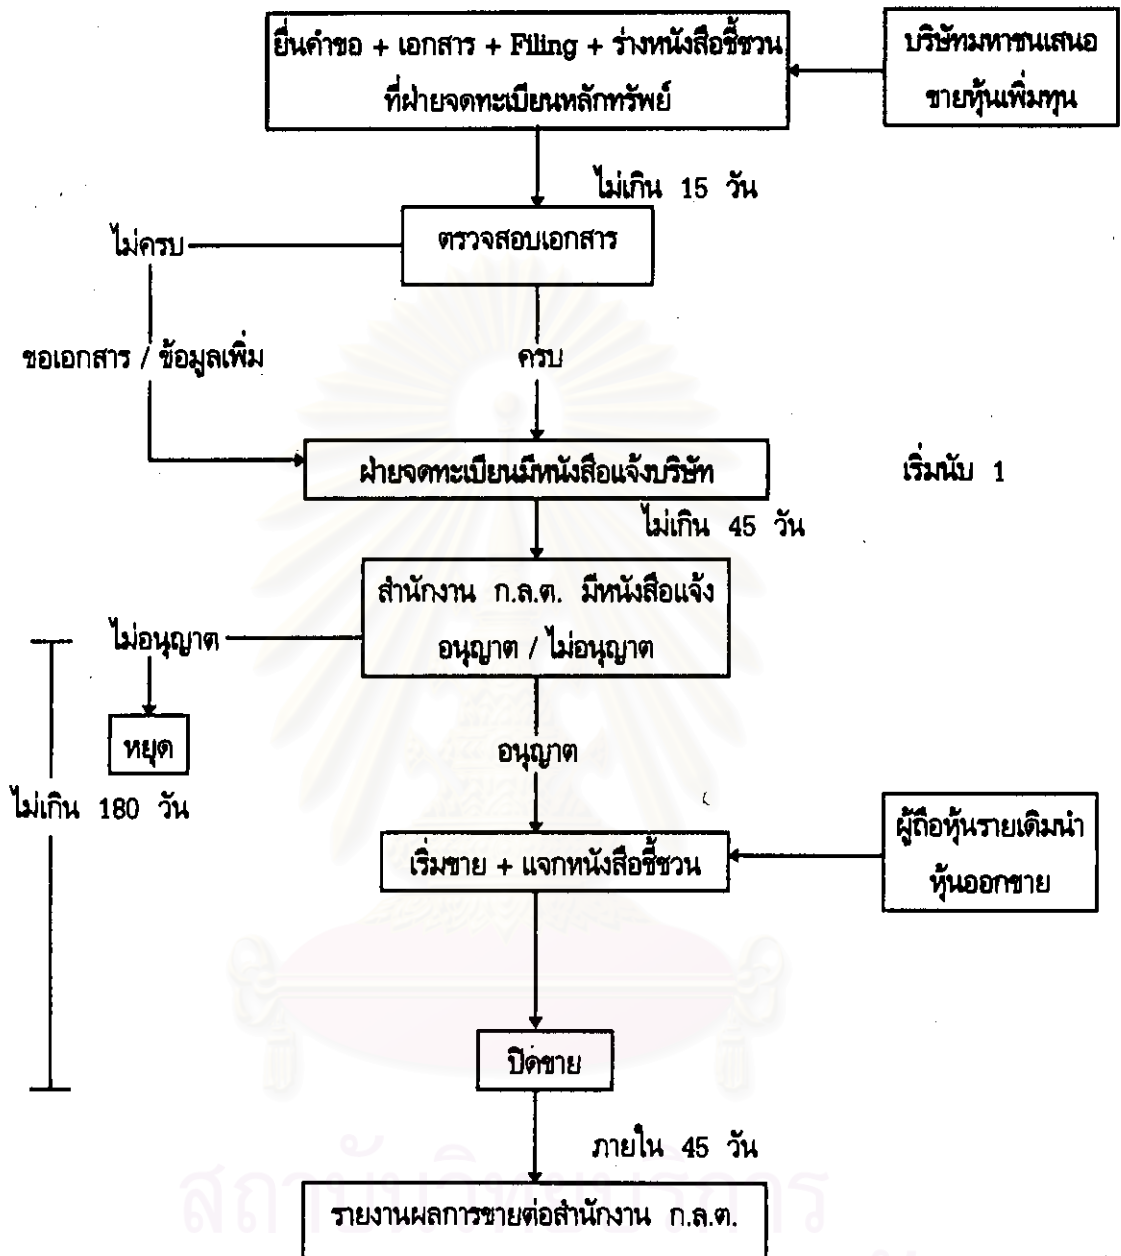 ยื่นคำขอ + เอกสาร + Filing + ร่างหนังสือชี้ชวน
ที่ฝ่ายจดทะเบียนหลักทรัพย์
บริษัทมหาชนเสนอ
ขายหุ้นเพิ่มทุน
ไม่เกิน 15 วัน
ไม่ครบ
ตรวจสอบเอกสาร
ขอเอกสาร / ข้อมูลเพิ่ม
ครบ
ฝ่ายจดทะเบียนมีหนังสือแจ้งบริษัท
เริ่มนับ 1
ไม่เกิน 45 วัน
สำนักงาน ก.ล.ต. มีหนังสือแจ้ง
อนุญาต / ไม่อนุญาต
ไม่อนุญาต
หยุด
อนุญาต
ไม่เกิน 180 วัน
เริ่มขาย + แจกหนังสือชี้ชวน
ผู้ถือหุ้นรายเดิมนำ
หุ้นออกขาย
ปิดขาย
ภายใน 45 วัน
รายงานผลการขายต่อสำนักงาน ก.ล.ต.
สถาบันวิทยบริการ